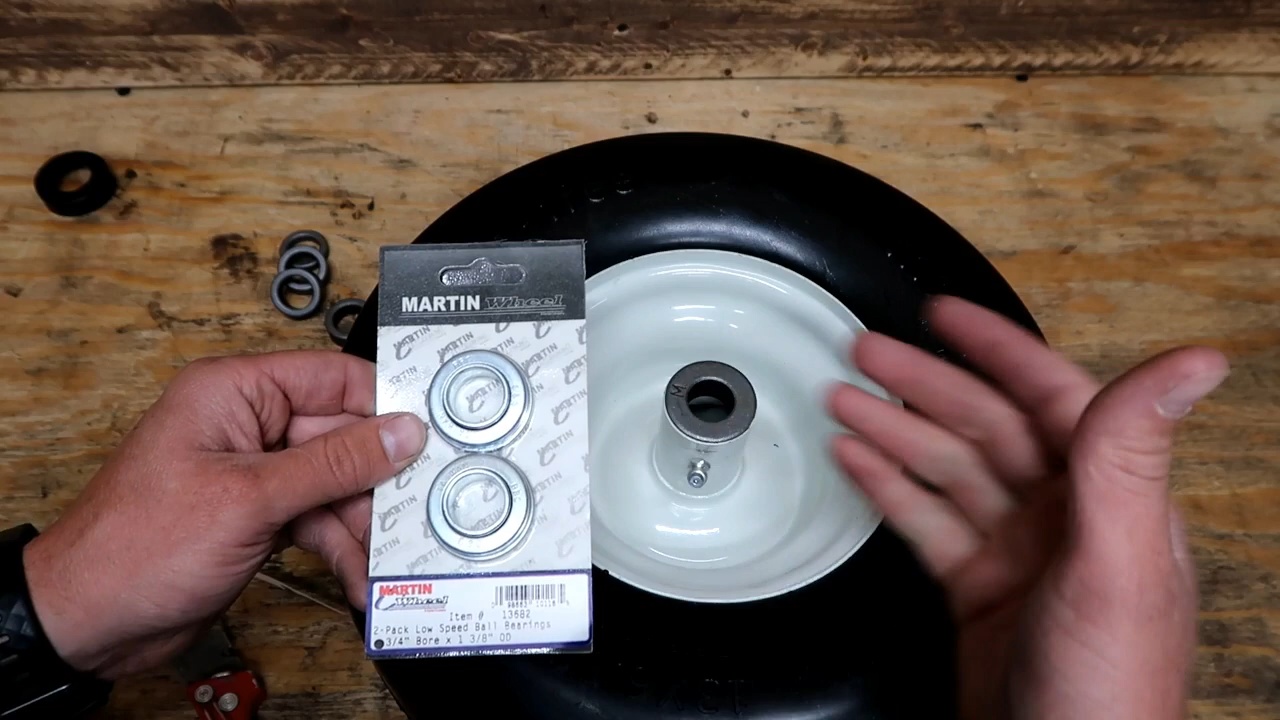 MARTIN Wheel
MARTIN
Wheel
Item # 13682
2-Pack Low Speed Ball Bearings
3/4" Bore x 1 3/8" OD
M